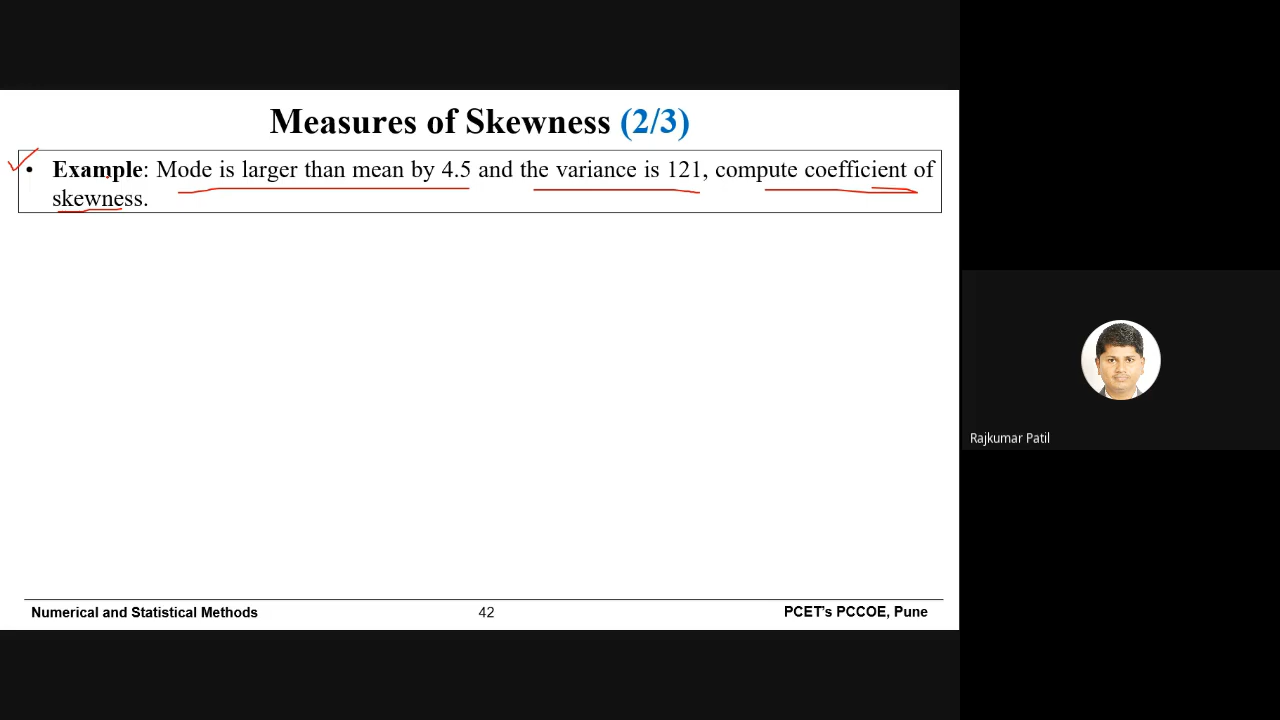 Measures of Skewness (2/3)
• Example: Mode is larger than mean by 4.5 and the variance is 121, compute coefficient of
skewness.
Rajkumar Patil
Numerical and Statistical Methods 42 PCET's PCCOE, Pune